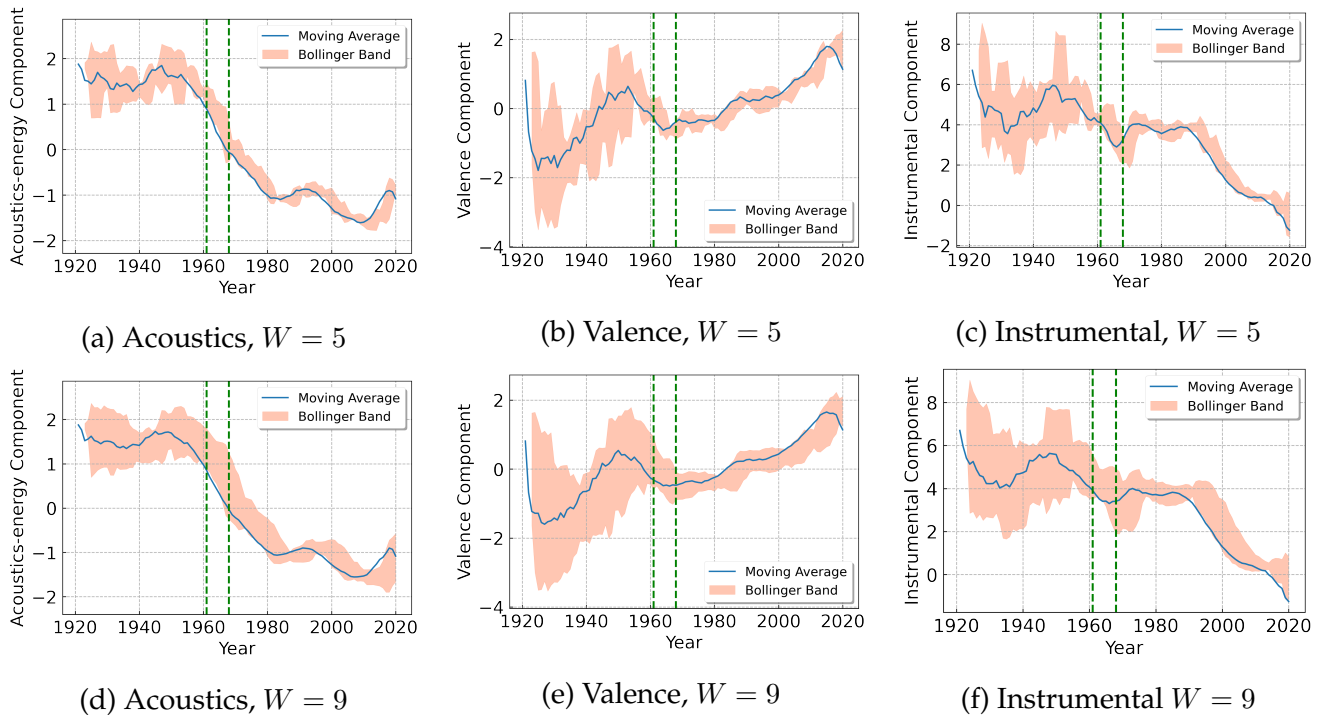 Acoustics-energy Component
2
1
0
−1
−2
1920 1940 1960 1980 2000 2020
Year
Moving Average
Bollinger Band
(a) Acoustics, W = 5
Valence Component
2
0
−2
−4
1920 1940 1960 1980 2000 2020
Year
Moving Average
Bollinger Band
(b) Valence, W = 5
Instrumental Component
8
6
4
2
0
−2
1920 1940 1960 1980 2000 2020
Year
Moving Average
Bollinger Band
(c) Instrumental, W = 5
Acoustics-energy Component
2
1
0
−1
−2
1920 1940 1960 1980 2000 2020
Year
Moving Average
Bollinger Band
(d) Acoustics, W = 9
Valence Component
2
0
−2
−4
1920 1940 1960 1980 2000 2020
Year
Moving Average
Bollinger Band
(e) Valence, W = 9
Instrumental Component
8
6
4
2
0
1920 1940 1960 1980 2000 2020
Year
Moving Average
Bollinger Band
(f) Instrumental W = 9